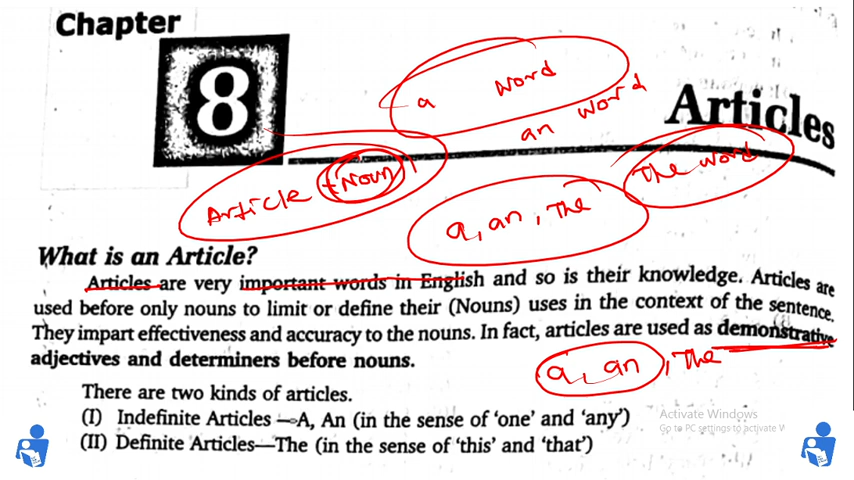 Chapter
8
Articles
a word
an word
The word
Article + Noun
a, an, The
What is an Article?
Articles are very important words in English and so is their knowledge. Articles are
used before only nouns to limit or define their (Nouns) uses in the context of the sentence.
They impart effectiveness and accuracy to the nouns. In fact, articles are used as demonstrative
adjectives and determiners before nouns.
a, an, The
There are two kinds of articles.
(I) Indefinite Articles —A, An (in the sense of 'one' and 'any')
(II) Definite Articles—The (in the sense of 'this' and 'that')
Activate Windows
Go to PC settings to activate W